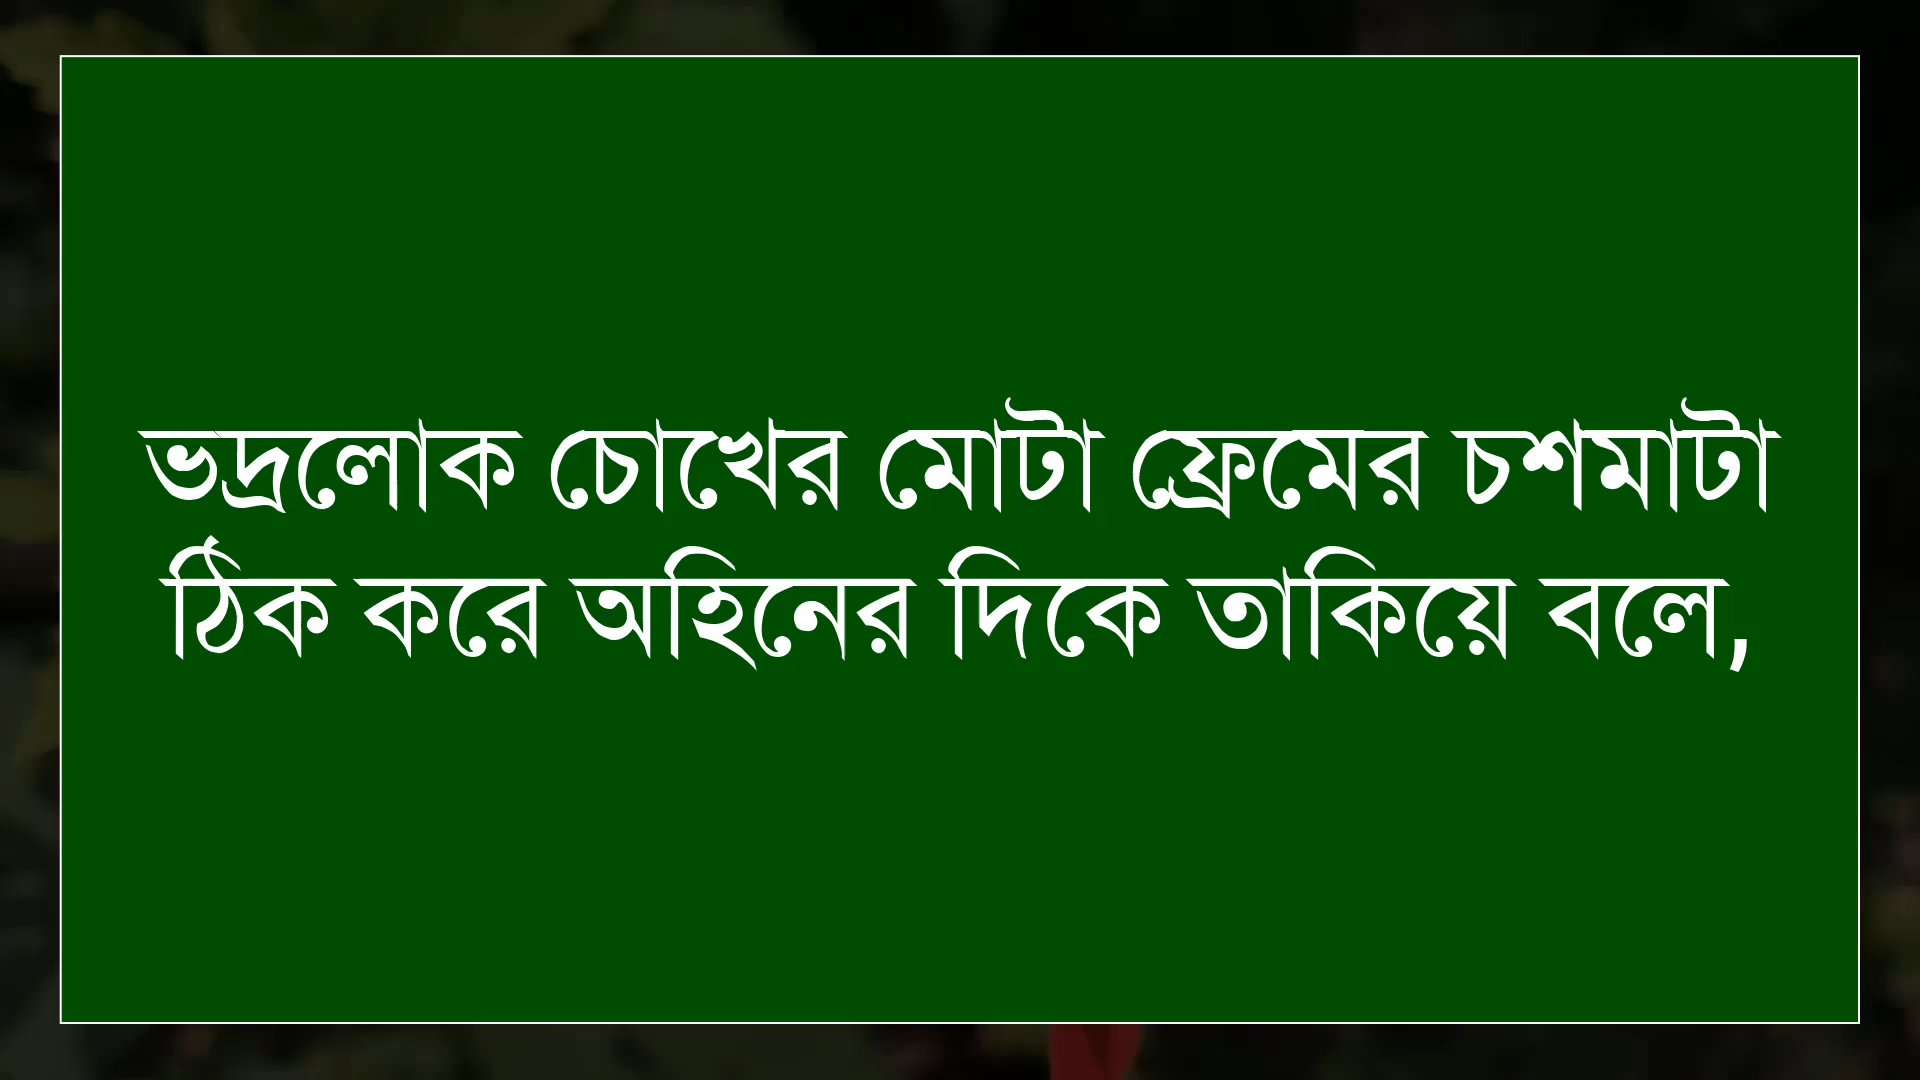 ভদ্রলোক চোখের মোটা ফ্রেমের চশমাটা
ঠিক করে অহিনের দিকে তাকিয়ে বলে,